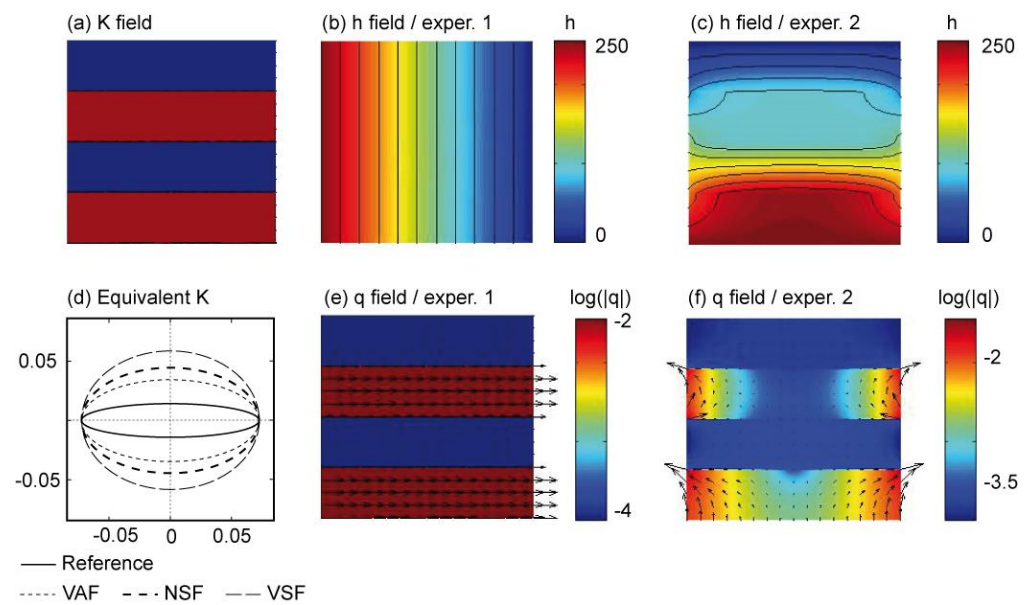 (a) K field
(b) h field / exper. 1
h
250
0
(c) h field / exper. 2
h
250
0
(d) Equivalent K
0.05
0
-0.05
-0.05
0
0.05
Reference
VAF
NSF
VSF
(e) q field / exper. 1
log(|q|)
-2
-4
(f) q field / exper. 2
log(|q|)
-2
-3.5